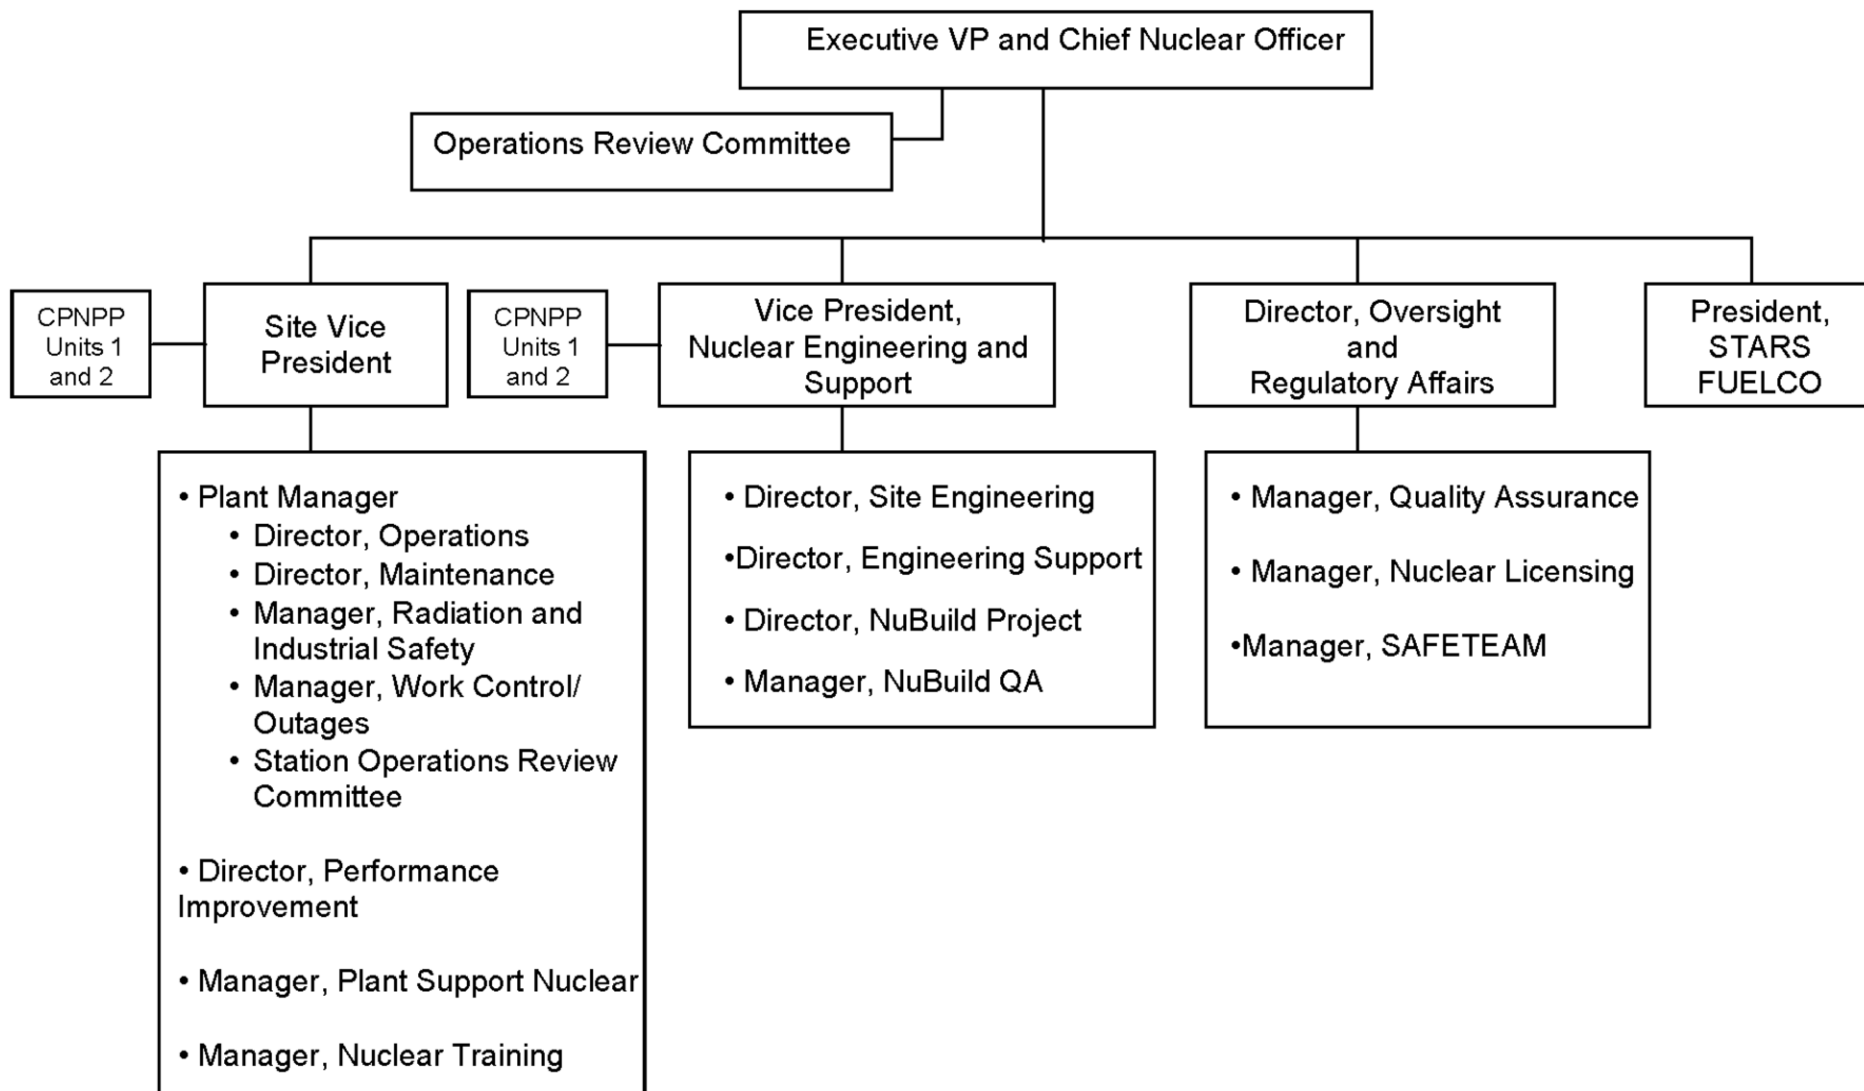 Executive VP and Chief Nuclear Officer
Operations Review Committee
CPNPP
Units 1
and 2
Site Vice
President
CPNPP
Units 1
and 2
Vice President,
Nuclear Engineering and
Support
Director, Oversight
and
Regulatory Affairs
President,
STARS
FUELCO
• Plant Manager
• Director, Operations
• Director, Maintenance
• Manager, Radiation and
Industrial Safety
• Manager, Work Control/
Outages
• Station Operations Review
Committee
• Director, Performance
Improvement
• Manager, Plant Support Nuclear
• Manager, Nuclear Training
• Director, Site Engineering
•Director, Engineering Support
• Director, NuBuild Project
• Manager, NuBuild QA
• Manager, Quality Assurance
• Manager, Nuclear Licensing
•Manager, SAFETEAM